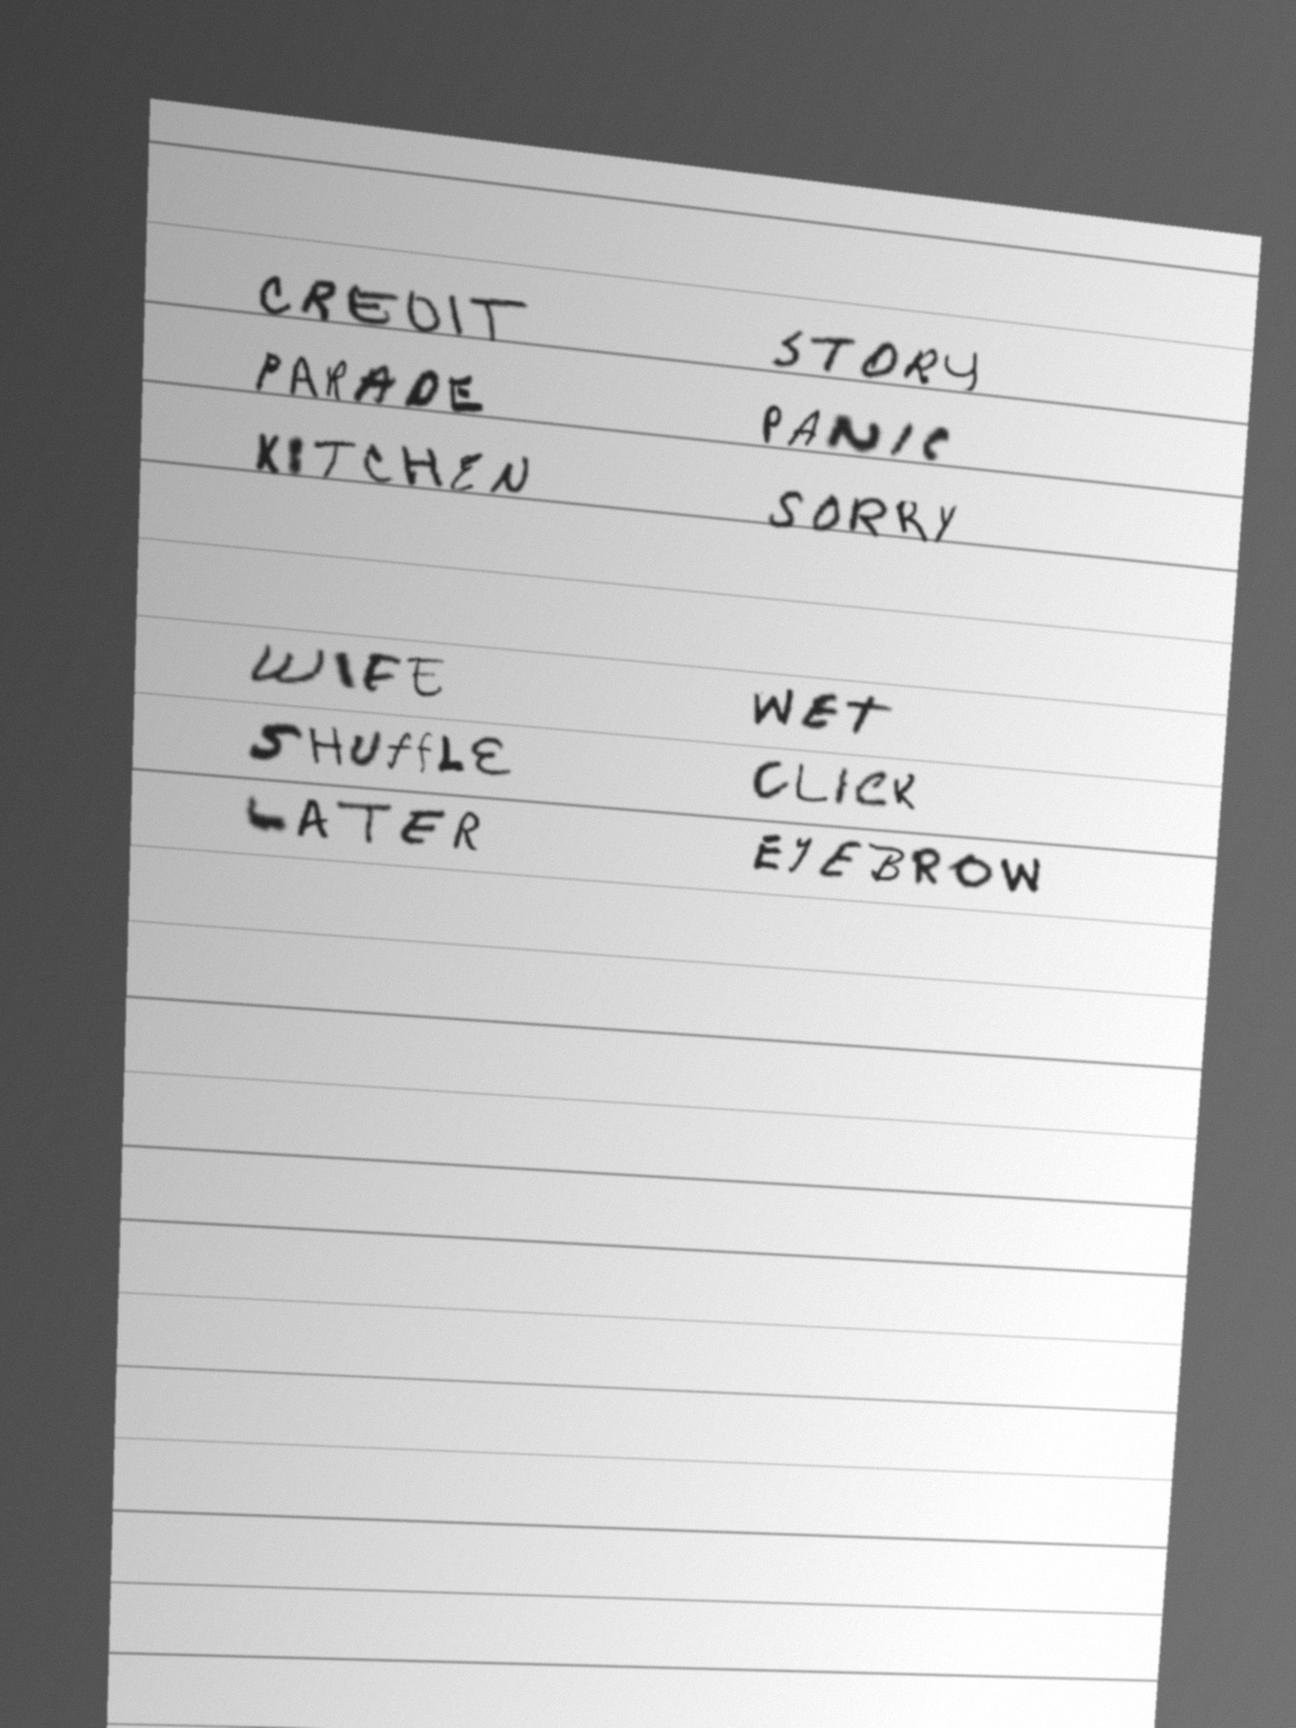 CREDIT
PARADE
KITCHEN

STORY
PANIC
SORRY

WIFE
SHUFFLE
LATER

WET
CLICK
EYEBROW